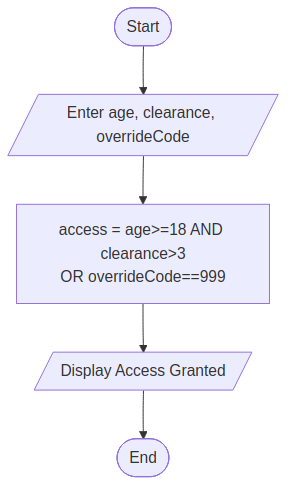 Start
Enter age, clearance,
overrideCode
access = age>=18 AND
clearance>3
OR overrideCode==999
Display Access Granted
End